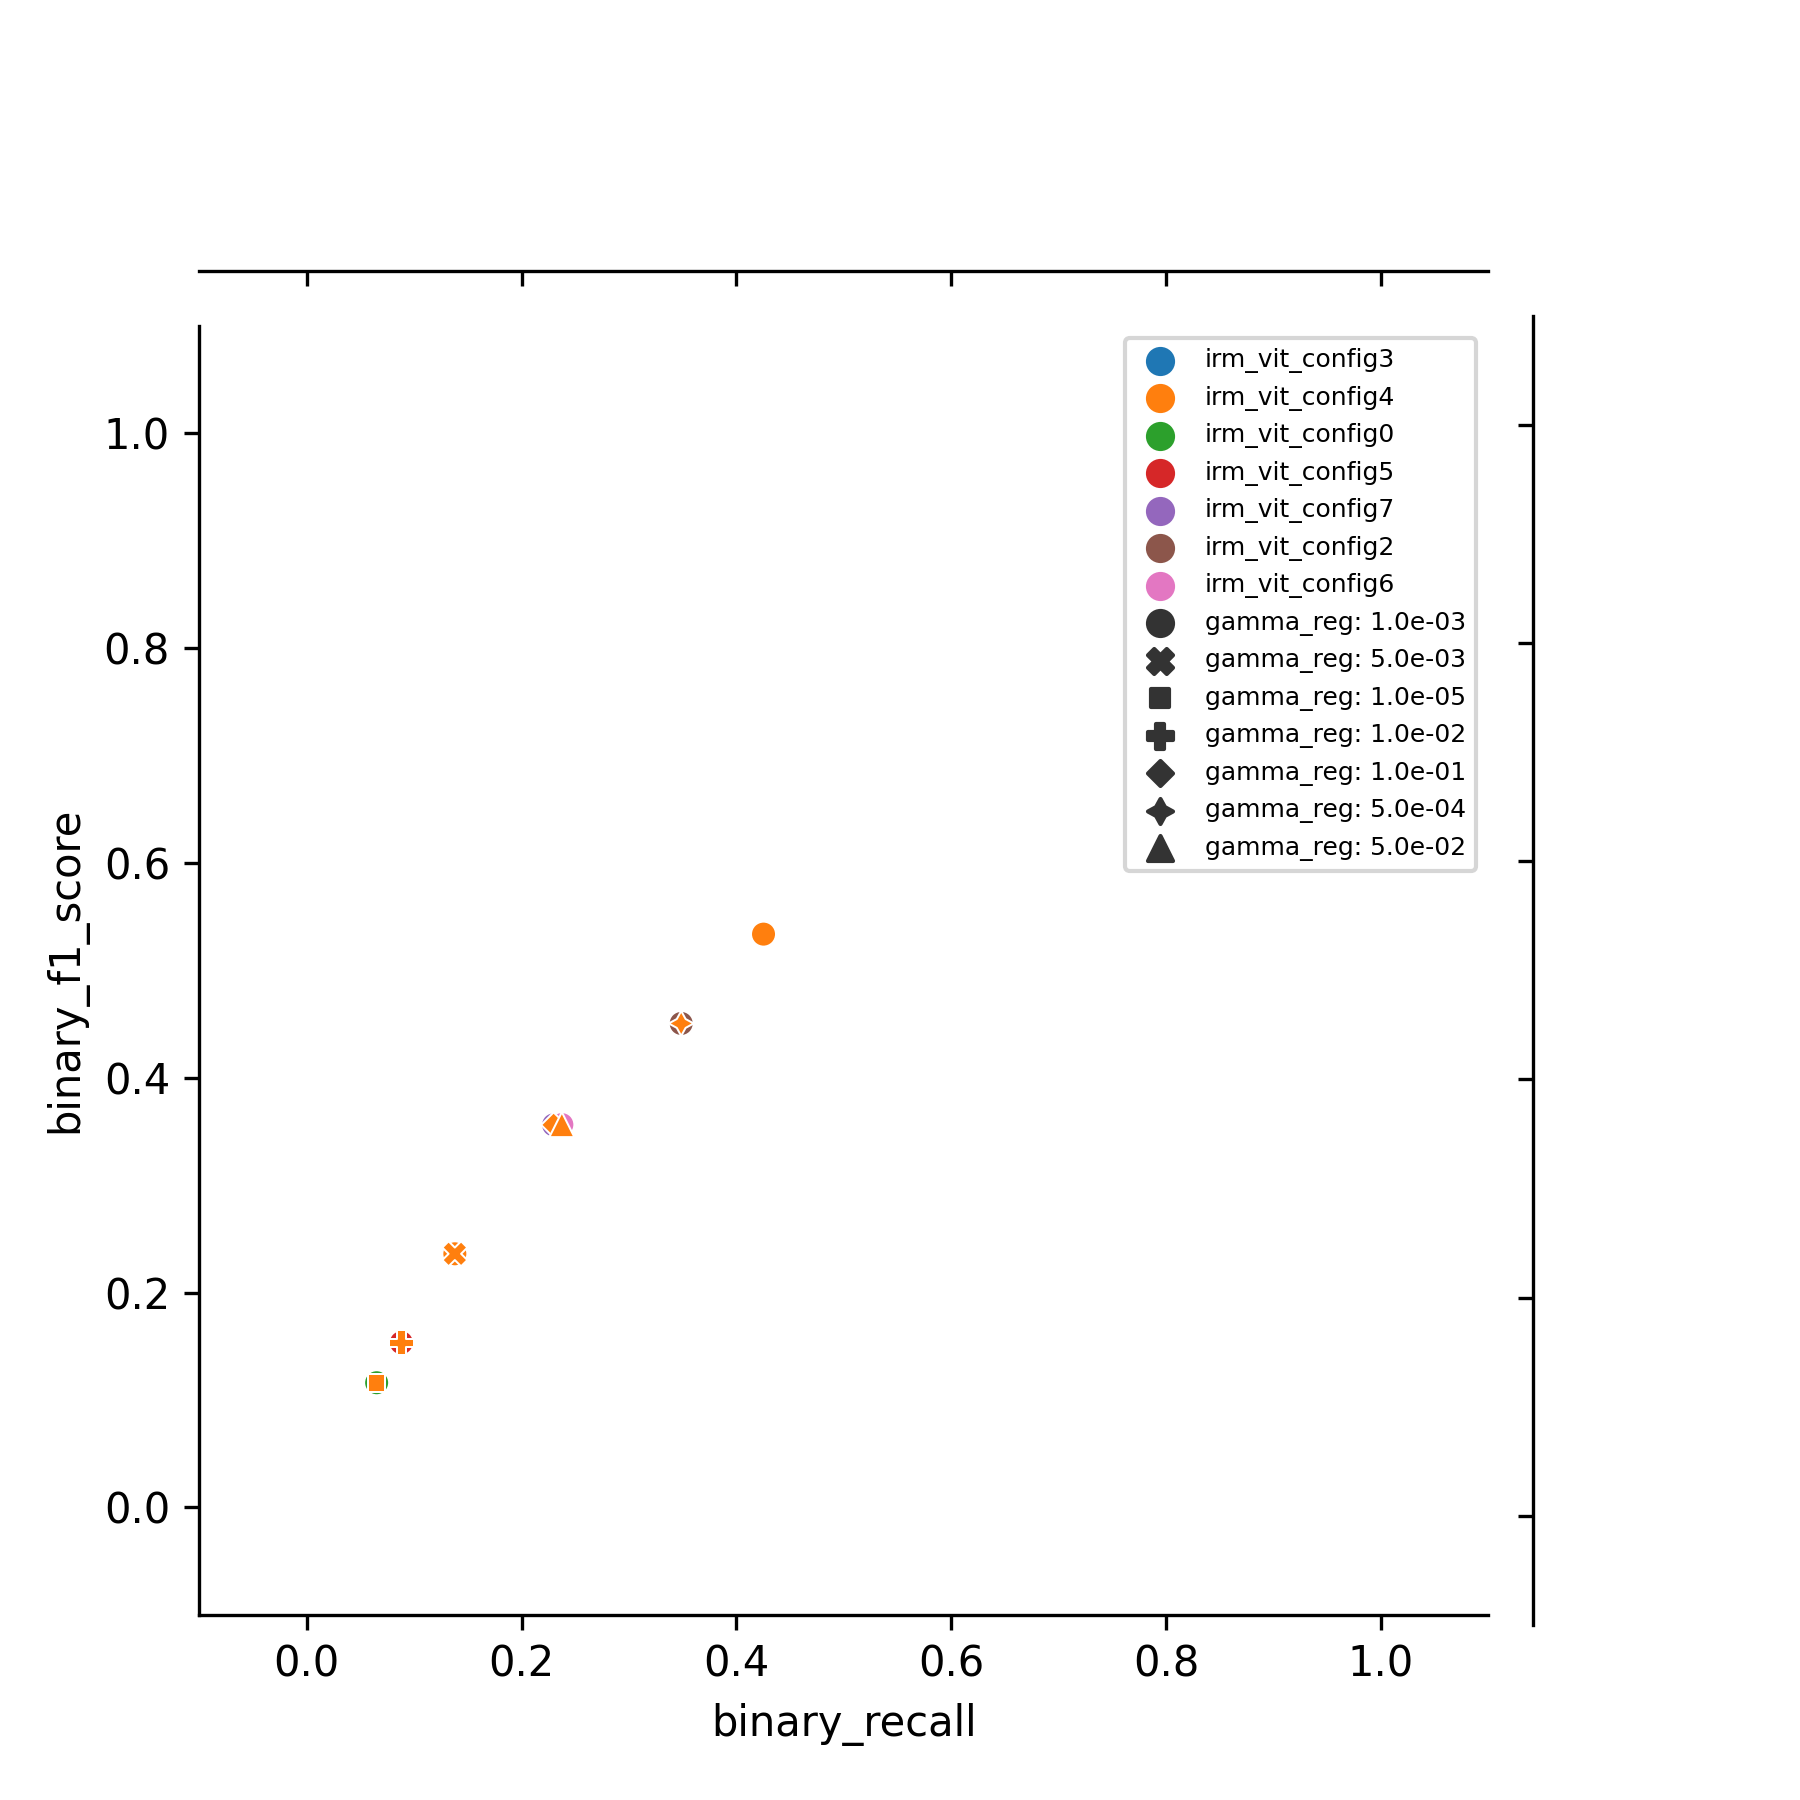 irm_vit_config3
irm_vit_config4
irm_vit_config0
irm_vit_config5
irm_vit_config7
irm_vit_config2
irm_vit_config6
gamma_reg: 1.0e-03
gamma_reg: 5.0e-03
gamma_reg: 1.0e-05
gamma_reg: 1.0e-02
gamma_reg: 1.0e-01
gamma_reg: 5.0e-04
gamma_reg: 5.0e-02
1.0
0.8
0.6
0.4
0.2
0.0
binary_f1_score
0.0 0.2 0.4 0.6 0.8 1.0
binary_recall